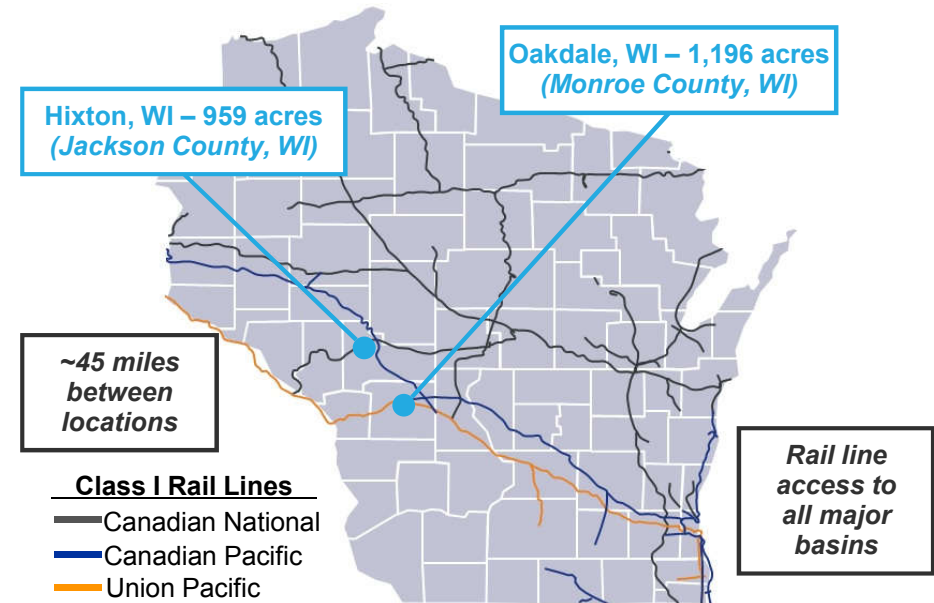 Oakdale, WI – 1,196 acres
(Monroe County, WI)
Hixton, WI – 959 acres
(Jackson County, WI)
~45 miles
between
locations
Rail line
access to
all major
basins
Class I Rail Lines
Canadian National
Canadian Pacific
Union Pacific